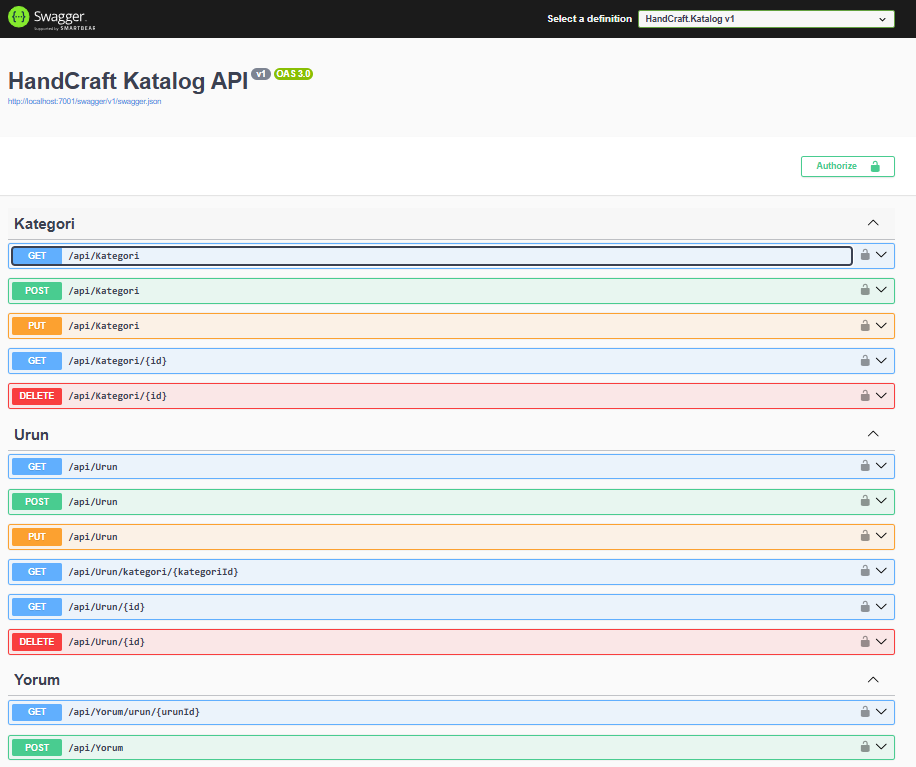 Swagger.
Supported by SMARTBEAR
Select a definition
HandCraft.Katalog v1
HandCraft Katalog API v1 OAS 3.0
http://localhost:7001/swagger/v1/swagger.json
Authorize
Kategori
GET /api/Kategori
POST /api/Kategori
PUT /api/Kategori
GET /api/Kategori/{id}
DELETE /api/Kategori/{id}
Urun
GET /api/Urun
POST /api/Urun
PUT /api/Urun
GET /api/Urun/kategori/{kategoriId}
GET /api/Urun/{id}
DELETE /api/Urun/{id}
Yorum
GET /api/Yorum/urun/{urunId}
POST /api/Yorum